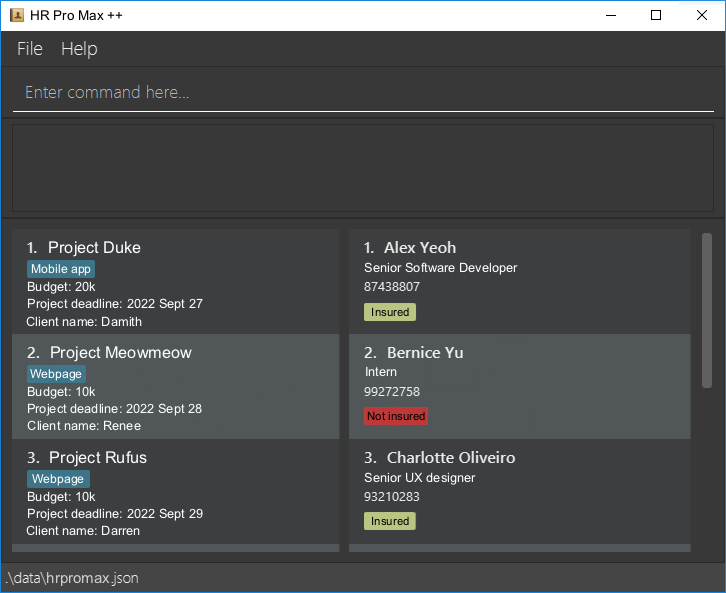 HR Pro Max ++
File Help
Enter command here...
1. Project Duke
Mobile app
Budget: 20k
Project deadline: 2022 Sept 27
Client name: Damith
2. Project Meowmeow
Webpage
Budget: 10k
Project deadline: 2022 Sept 28
Client name: Renee
3. Project Rufus
Webpage
Budget: 10k
Project deadline: 2022 Sept 29
Client name: Darren
1. Alex Yeoh
Senior Software Developer
87438807
Insured
2. Bernice Yu
Intern
99272758
Not insured
3. Charlotte Oliveiro
Senior UX designer
93210283
Insured
.\data\hrpromax.json